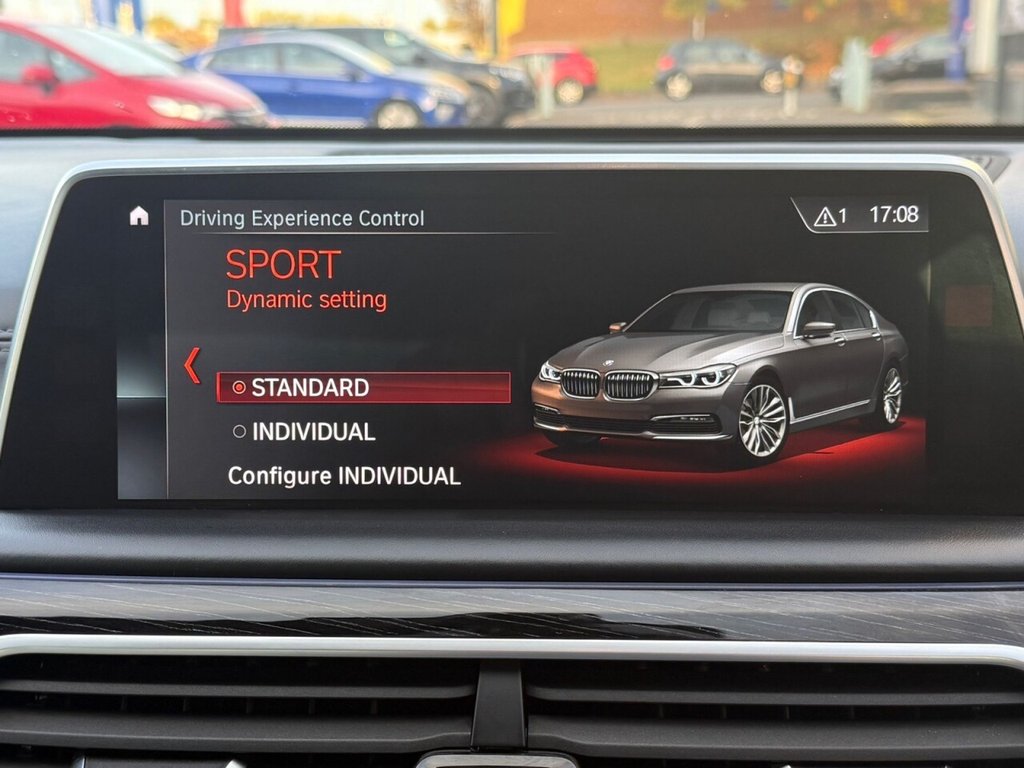 Driving Experience Control
1 17:08
SPORT
Dynamic setting
STANDARD
INDIVIDUAL
Configure INDIVIDUAL